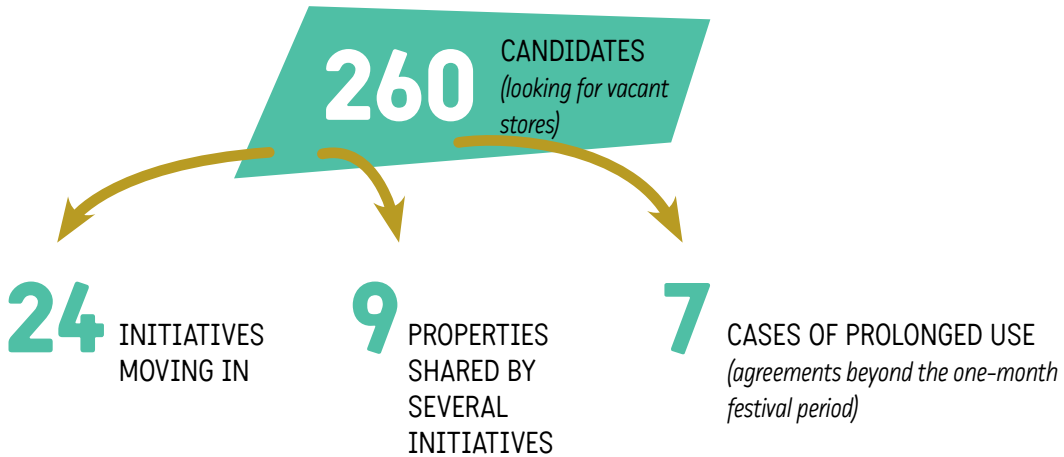 260
CANDIDATES
(looking for vacant
stores)
24
INITIATIVES
MOVING IN
9
PROPERTIES
SHARED BY
SEVERAL
INITIATIVES
7
CASES OF PROLONGED USE
(agreements beyond the one-month
festival period)